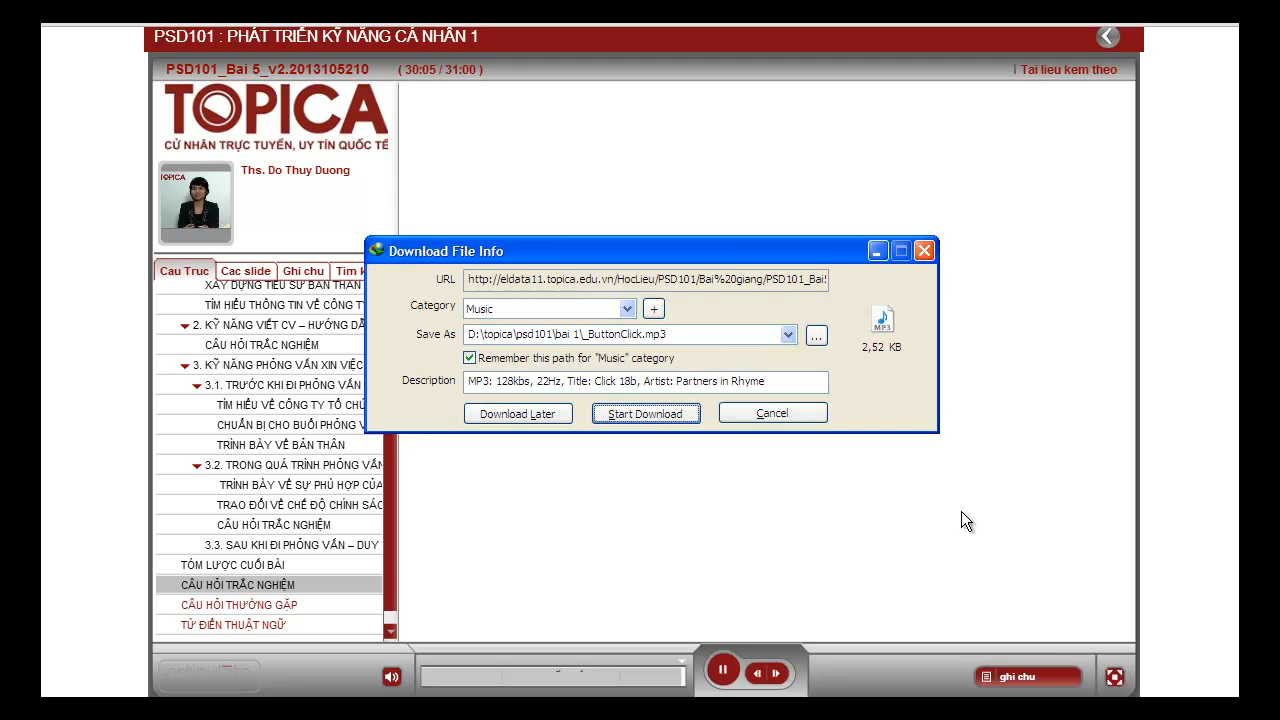 PSD101 : PHÁT TRIỂN KỸ NĂNG CÁ NHÂN 1
PSD101_Bai 5_v2.2013105210 ( 30:05 / 31:00 )
Tai lieu kem theo
TOPICA
CỬ NHÂN TRỰC TUYẾN, UY TÍN QUỐC TẾ
TOPICA
Ths. Do Thuy Duong
Cau Truc
Cac slide
Ghi chu
Tim k
XÂY DỰNG TIỂU SỬ BẢN THÂN
TÌM HIỂU THÔNG TIN VỀ CÔNG T
2. KỸ NĂNG VIẾT CV – HƯỚNG DẪ
CÂU HỎI TRẮC NGHIỆM
3. KỸ NĂNG PHỎNG VẤN XIN VIỆC
3.1. TRƯỚC KHI ĐI PHỎNG VẤN
TÌM HIỂU VỀ CÔNG TY TỔ CHỨ
CHUẨN BỊ CHO BUỔI PHỎNG V
TRÌNH BÀY VỀ BẢN THÂN
3.2. TRONG QUÁ TRÌNH PHỎNG VẤN
TRÌNH BÀY VỀ SỰ PHÙ HỢP CỦA
TRAO ĐỔI VỀ CHẾ ĐỘ CHÍNH SÁC
CÂU HỎI TRẮC NGHIỆM
3.3. SAU KHI ĐI PHỎNG VẤN – DUY
TÓM LƯỢC CUỐI BÀI
CÂU HỎI TRẮC NGHIỆM
CÂU HỎI THƯỜNG GẶP
TỪ ĐIỂN THUẬT NGỮ
Download File Info
URL http://eldata11.topica.edu.vn/HocLieu/PSD101/Bai%20giang/PSD101_Bai!
Category Music +
Save As D:\topica\psd101\bai 1\_ButtonClick.mp3 ...
MP3
2,52 KB
Remember this path for "Music" category
Description MP3: 128kbs, 22Hz, Title: Click 18b, Artist: Partners in Rhyme
Download Later
Start Download
Cancel
ghi chu